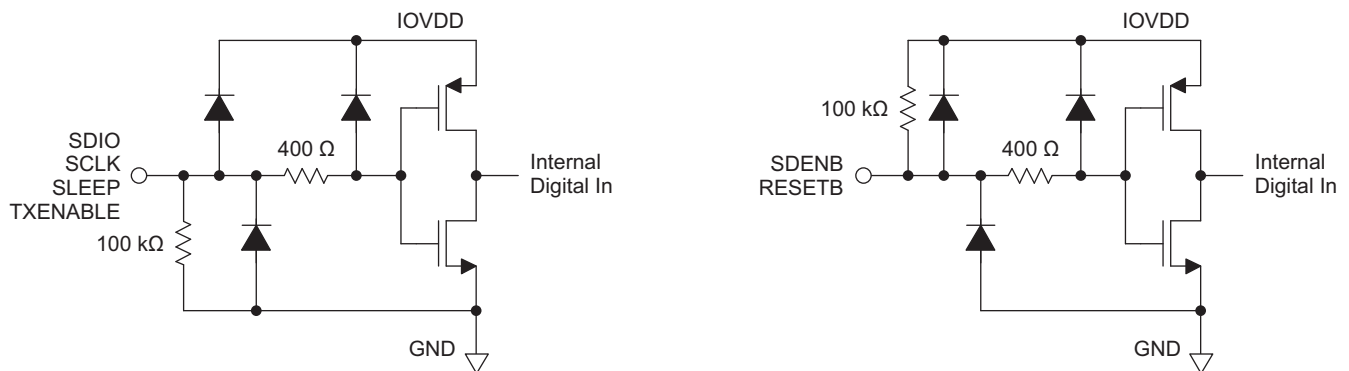 IOVDD
SDIO
SCLK
SLEEP
TXENABLE
400 Ω
100 kΩ
Internal
Digital In
GND
IOVDD
100 kΩ
400 Ω
SDENB
RESETB
Internal
Digital In
GND